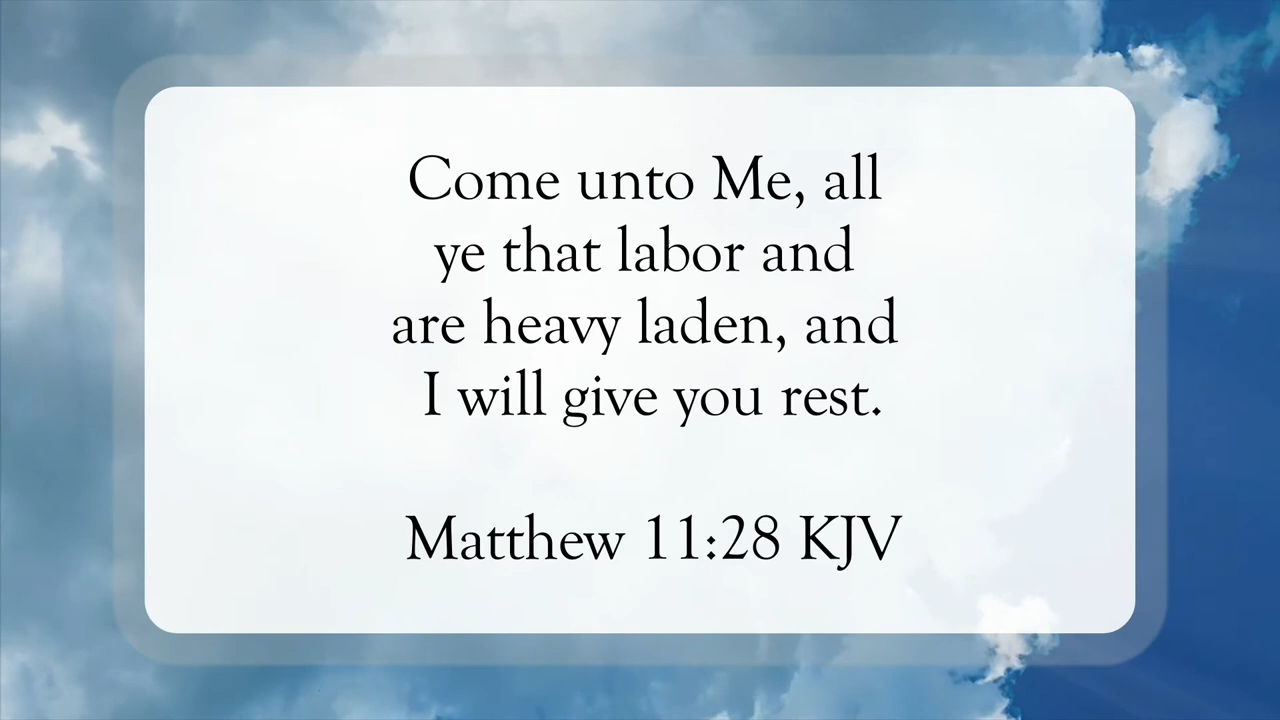 Come unto Me, all
ye that labor and
are heavy laden, and
I will give you rest.
Matthew 11:28 KJV